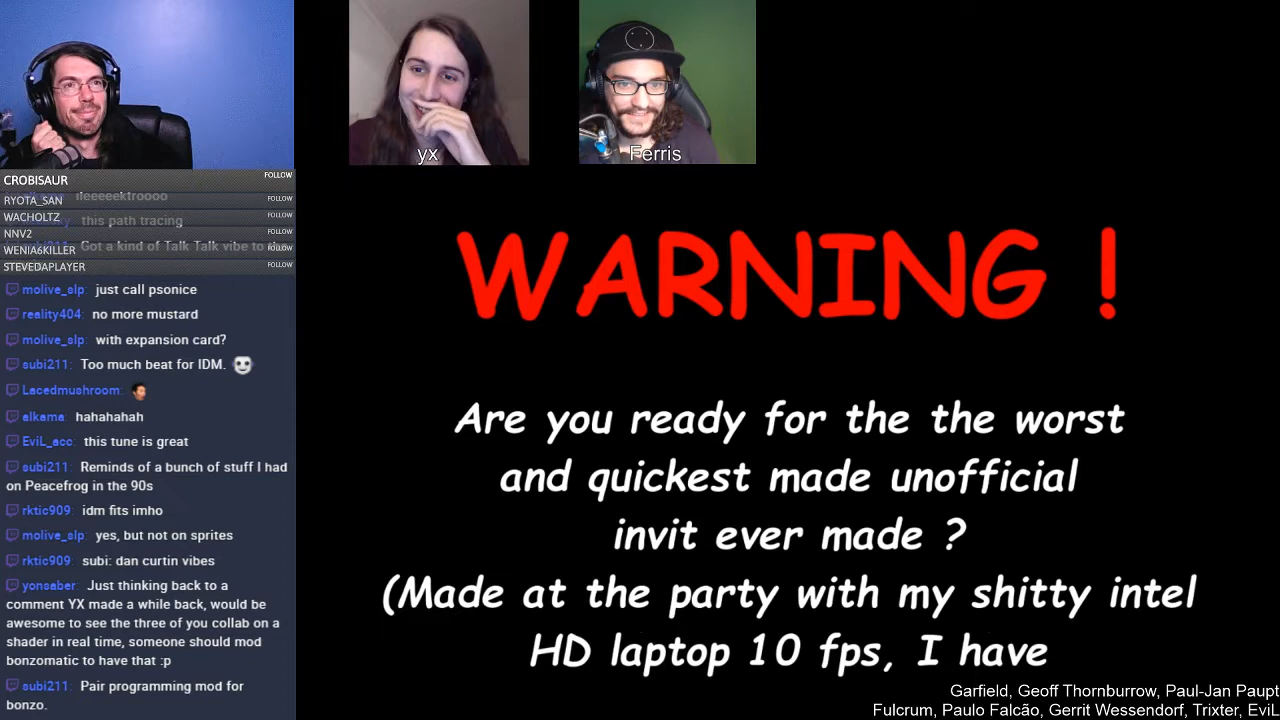 yx
Ferris
CROBISAUR FOLLOW
RYOTA_SAN FOLLOW
ileeeeektroooo
WACHOLTZ FOLLOW
this path tracing
NNV2 FOLLOW
Got a kind of Talk Talk vibe to
WENIA6KILLER FOLLOW
STEVEDAPLAYER FOLLOW
molive_slp: just call psonice
reality404: no more mustard
molive_slp: with expansion card?
subi211: Too much beat for IDM.
Lacedmushroom:
alkama: hahahahah
EviL_acc: this tune is great
subi211: Reminds of a bunch of stuff I had
on Peacefrog in the 90s
rktic909: idm fits imho
molive_slp: yes, but not on sprites
rktic909: subi: dan curtin vibes
yonsaber: Just thinking back to a
comment YX made a while back, would be
awesome to see the three of you collab on a
shader in real time, someone should mod
bonzomatic to have that :p
subi211: Pair programming mod for
bonzo.
WARNING !
Are you ready for the the worst
and quickest made unofficial
invit ever made ?
(Made at the party with my shitty intel
HD laptop 10 fps, I have
Garfield, Geoff Thornburrow, Paul-Jan Paupt
Fulcrum, Paulo Falcão, Gerrit Wessendorf, Trixter, EviL